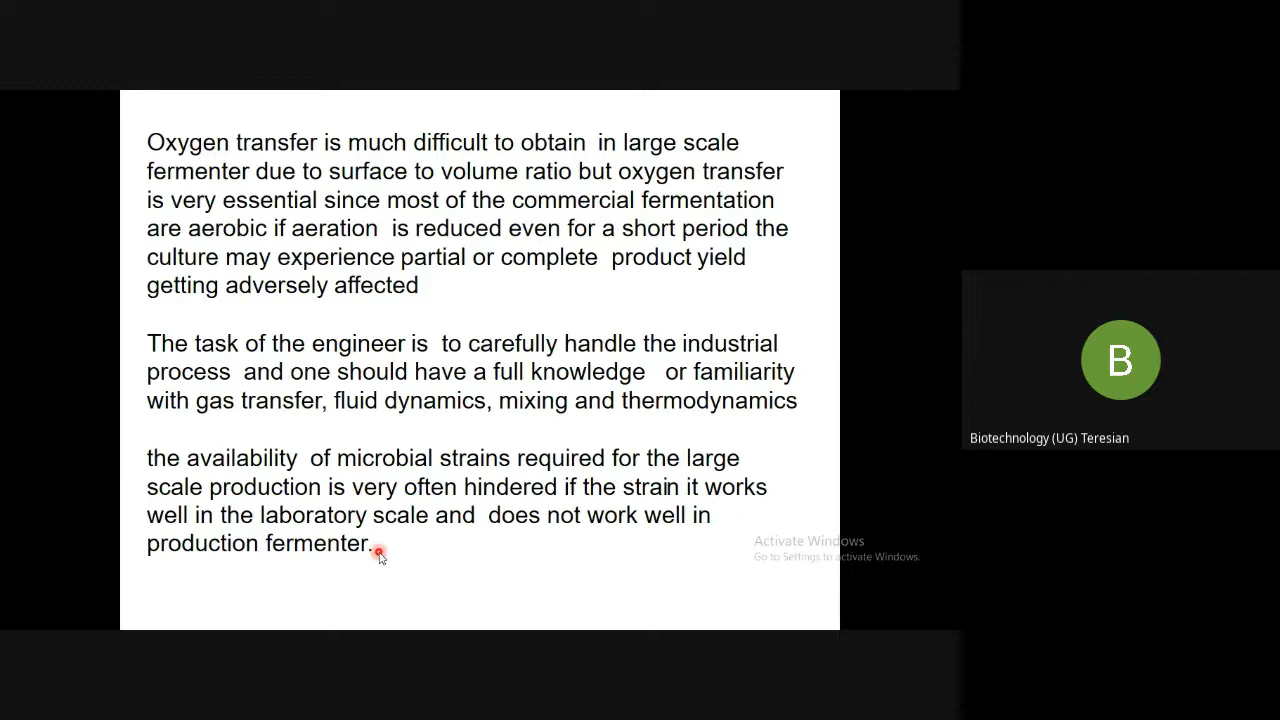 Oxygen transfer is much difficult to obtain  in large scale
fermenter due to surface to volume ratio but oxygen transfer
is very essential since most of the commercial fermentation
are aerobic if aeration  is reduced even for a short period the
culture may experience partial or complete  product yield
getting adversely affected
The task of the engineer is  to carefully handle the industrial
process  and one should have a full knowledge   or familiarity
with gas transfer, fluid dynamics, mixing and thermodynamics
the availability  of microbial strains required for the large
scale production is very often hindered if the strain it works
well in the laboratory scale and  does not work well in
production fermenter.
Activate Windows
Go to Settings to activate Windows.
B
Biotechnology (UG) Teresian